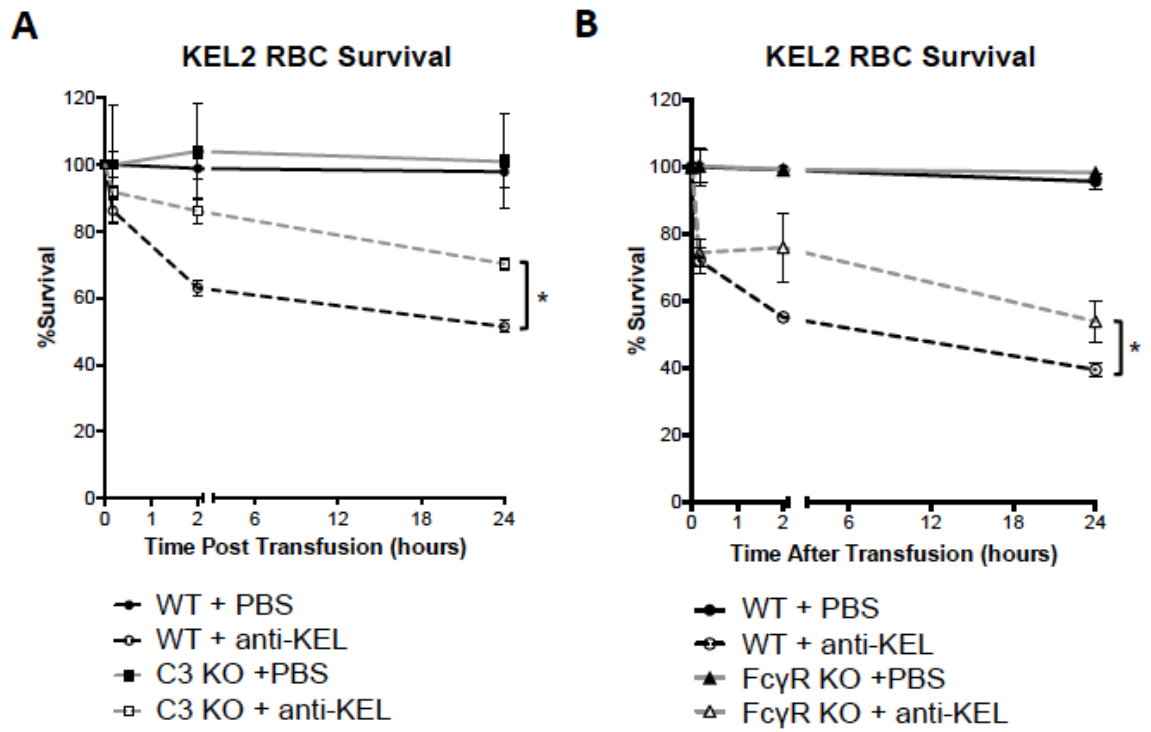 A
KEL2 RBC Survival
120
100
80
60
40
20
0
%Survival
*
0 1 2 6 12 18 24
Time Post Transfusion (hours)
WT + PBS
WT + anti-KEL
C3 KO +PBS
C3 KO + anti-KEL
B
KEL2 RBC Survival
120
100
80
60
40
20
0
% Survival
*
0 1 2 6 12 18 24
Time After Transfusion (hours)
WT + PBS
WT + anti-KEL
FcγR KO +PBS
FcγR KO + anti-KEL